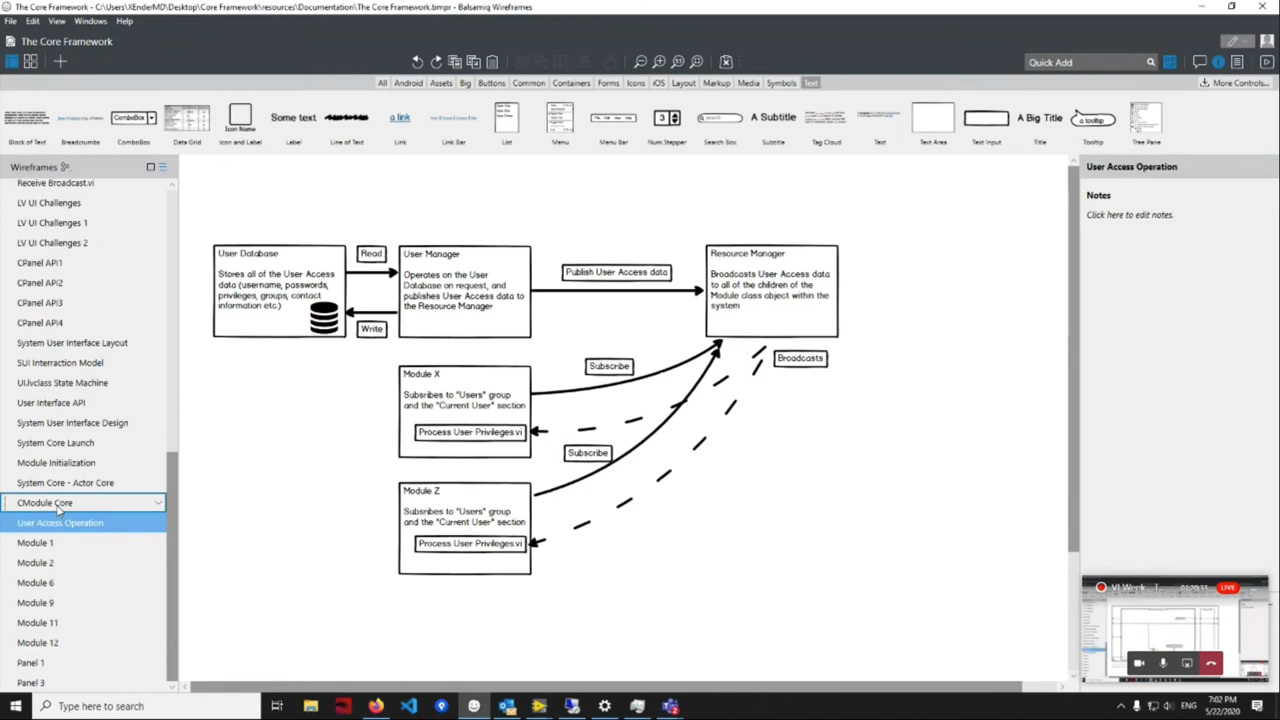 The Core Framework - C:\Users\XEnderMD\Desktop\Core Framework\resources\Documentation\The Core Framework.bmpr - Balsamiq Wireframes
File Edit View Windows Help
The Core Framework
Quick Add
All Android Assets Big Buttons Common Containers Forms Icons iOS Layout Markup Media Symbols Text
More Controls...
ComboBox Some text a link 3 search A Subtitle A Big Title a tooltip
Icon Name
Block of Text Breadcrumbs ComboBox Data Grid Icon and Label Label Line of Text Link Link Bar List Menu Menu Bar Num Stepper Search Box Subtitle Tag Cloud Text Text Area Text Input Title Tooltip Tree Pane
Wireframes
Receive Broadcast.vi
LV UI Challenges
LV UI Challenges 1
LV UI Challenges 2
CPanel API1
CPanel API2
CPanel API3
CPanel API4
System User Interface Layout
SUI Interaction Model
UI.lvclass State Machine
User Interface API
System User Interface Design
System Core Launch
Module Initialization
System Core - Actor Core
CModule Core
User Access Operation
Module 1
Module 2
Module 6
Module 9
Module 11
Module 12
Panel 1
Panel 3
User Database
Stores all of the User Access
data (username, passwords,
privileges, groups, contact
information etc.)
Read
Write
User Manager
Operates on the User
Database on request, and
publishes User Access data to
the Resource Manager
Publish User Access data
Resource Manager
Broadcasts User Access data
to all of the children of the
Module class object within the
system
Module X
Subsribes to "Users" group
and the "Current User" section
Process User Privileges.vi
Subscribe
Broadcasts
Subscribe
Module Z
Subsribes to "Users" group
and the "Current User" section
Process User Privileges.vi
User Access Operation
Notes
Click here to edit notes.
VI Week
LIVE
Type here to search
ENG
7:02 PM
5/22/2020